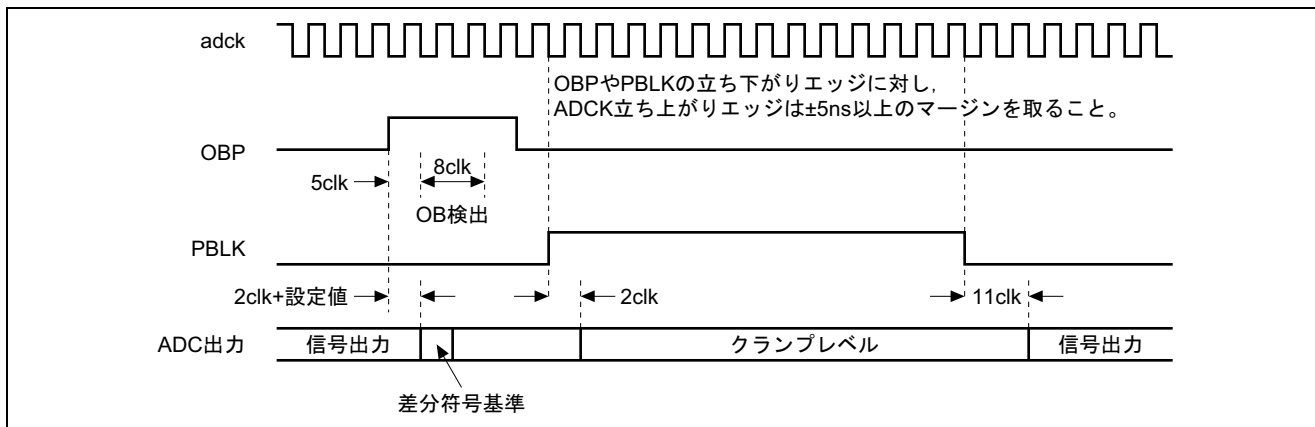 adck
OBPやPBLKの立ち下がりエッジに対し,
ADCK立ち上がりエッジは±5ns以上のマージンを取ること。
OBP
5clk
8clk
OB検出
PBLK
2clk+設定値
2clk
11clk
ADC出力
信号出力
クランプレベル
信号出力
差分符号基準